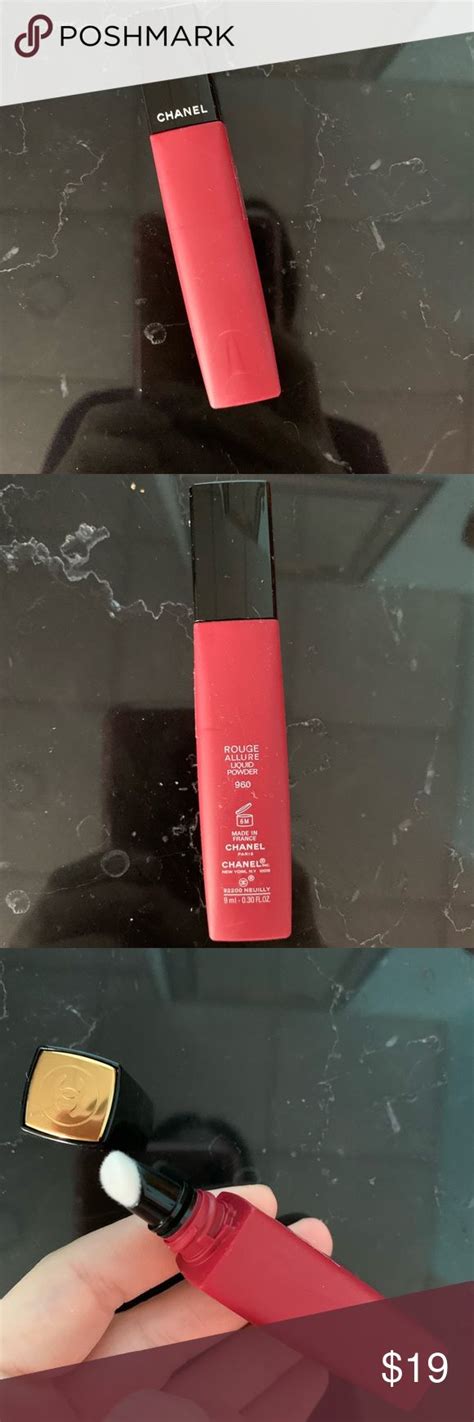 POSHMARK
CHANEL
ROUGE
ALLURE
LIQUID
POWDER
960
6M
MADE IN
FRANCE
CHANEL
PARIS
CHANEL® INC.
NEW YORK, N.Y.
92200 NEUILLY
9 ml - 0.30 FL.OZ
$19